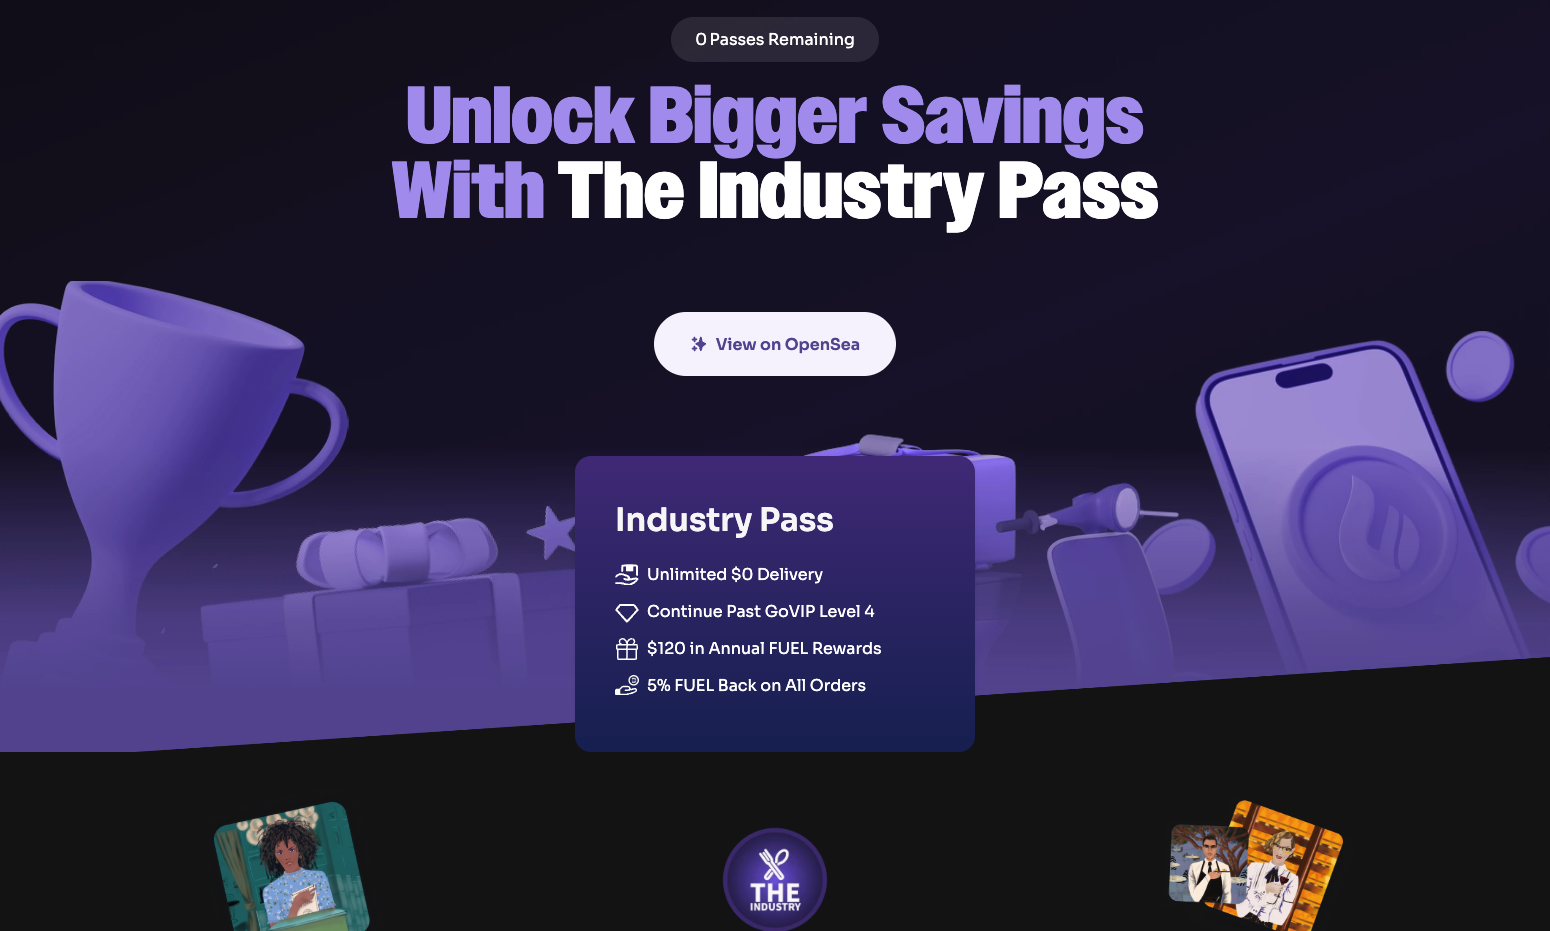 0 Passes Remaining
Unlock Bigger Savings
With The Industry Pass
View on OpenSea
Industry Pass
Unlimited $0 Delivery
Continue Past GoVIP Level 4
$120 in Annual FUEL Rewards
5% FUEL Back on All Orders
THE
INDUSTRY